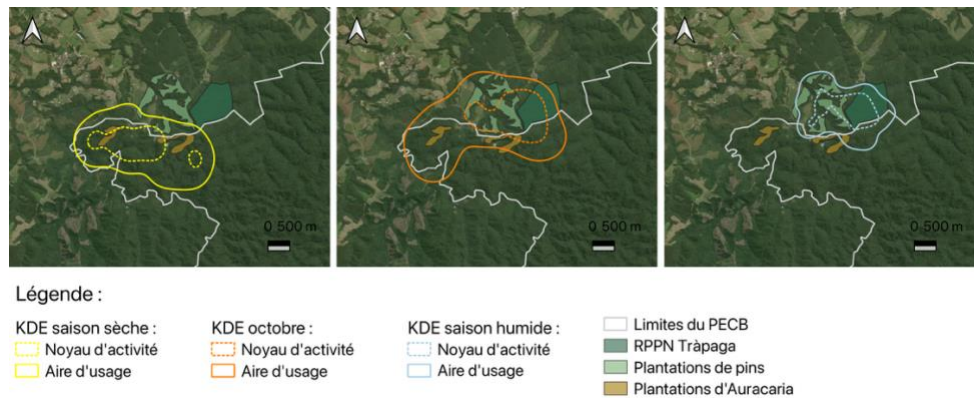 0 500 m
0 500 m
0 500 m
Légende :
KDE saison sèche :
Noyau d'activité
Aire d'usage
KDE octobre :
Noyau d'activité
Aire d'usage
KDE saison humide :
Noyau d'activité
Aire d'usage
Limites du PECB
RPPN Tràpaga
Plantations de pins
Plantations d'Auracaria